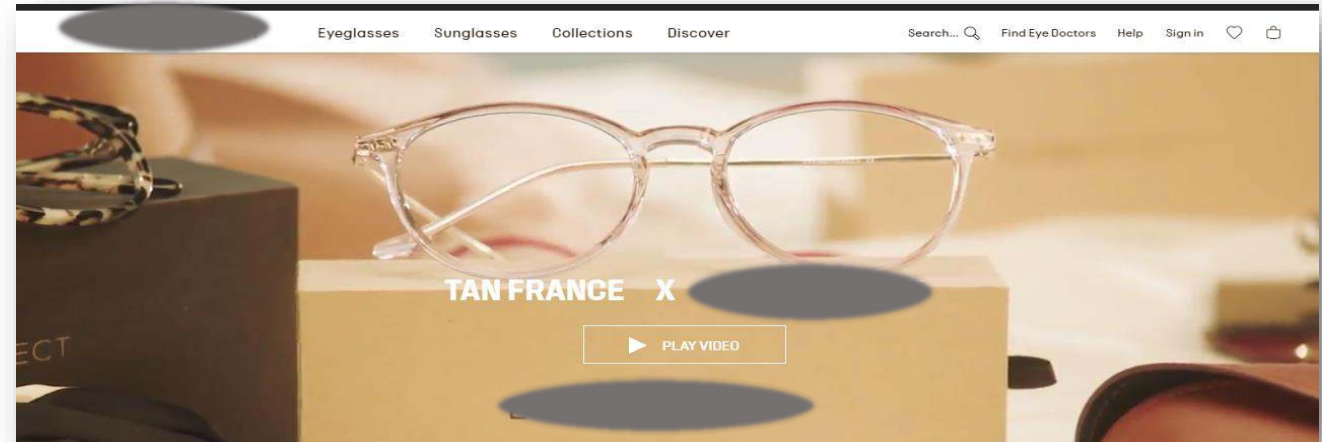 Eyeglasses Sunglasses Collections Discover Search... Find Eye Doctors Help Sign in
TAN FRANCE X
PLAY VIDEO
ECT